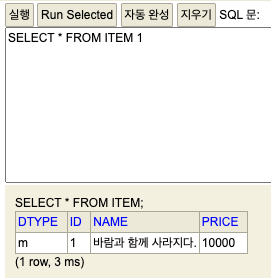 실행 Run Selected 자동 완성 지우기 SQL 문:
SELECT * FROM ITEM 1
SELECT * FROM ITEM;
DTYPE ID NAME PRICE
m 1 바람과 함께 사라지다. 10000
(1 row, 3 ms)